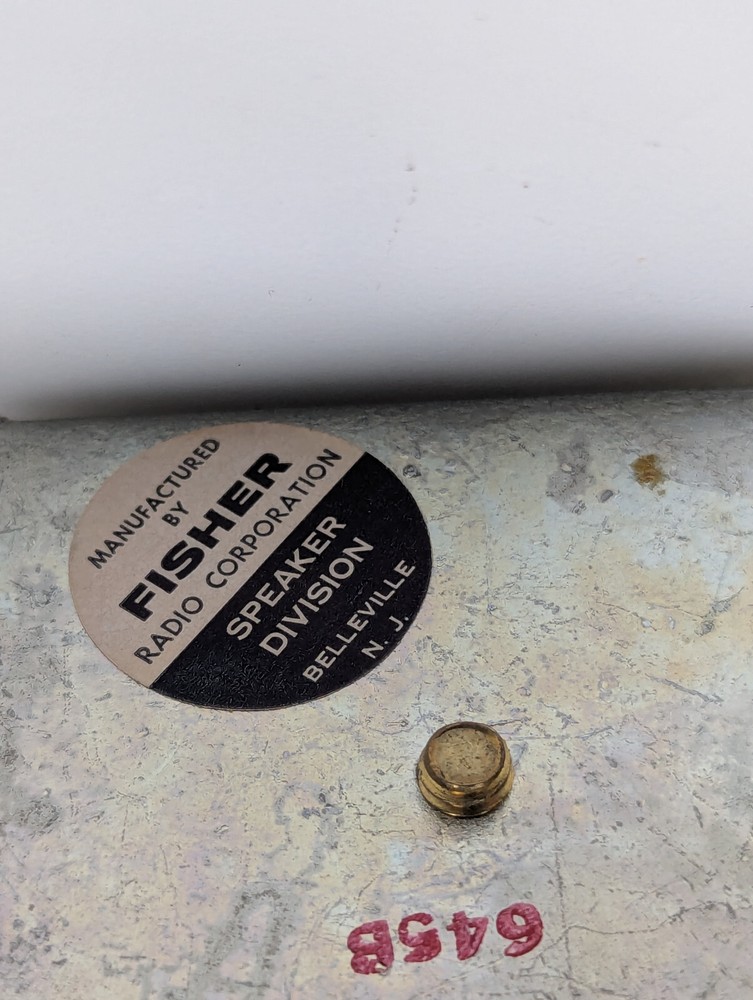 MANUFACTURED
BY
FISHER
RADIO CORPORATION
SPEAKER
DIVISION
BELLEVILLE
N. J.
645B